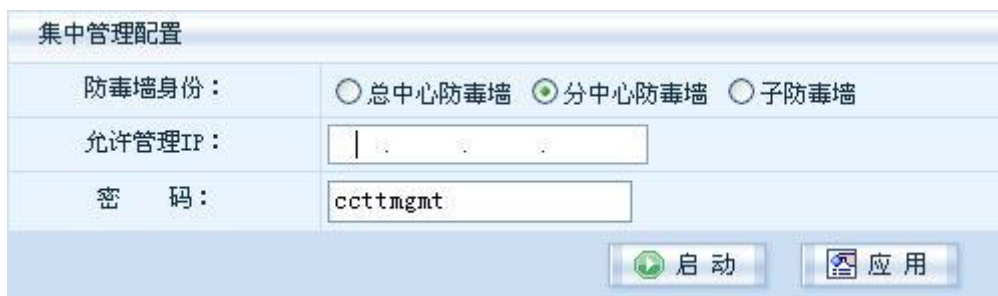 集中管理配置
防毒墙身份： 总中心防毒墙 分中心防毒墙 子防毒墙
允许管理IP： . . .
密 码： ccttmgmt
启 动 应 用